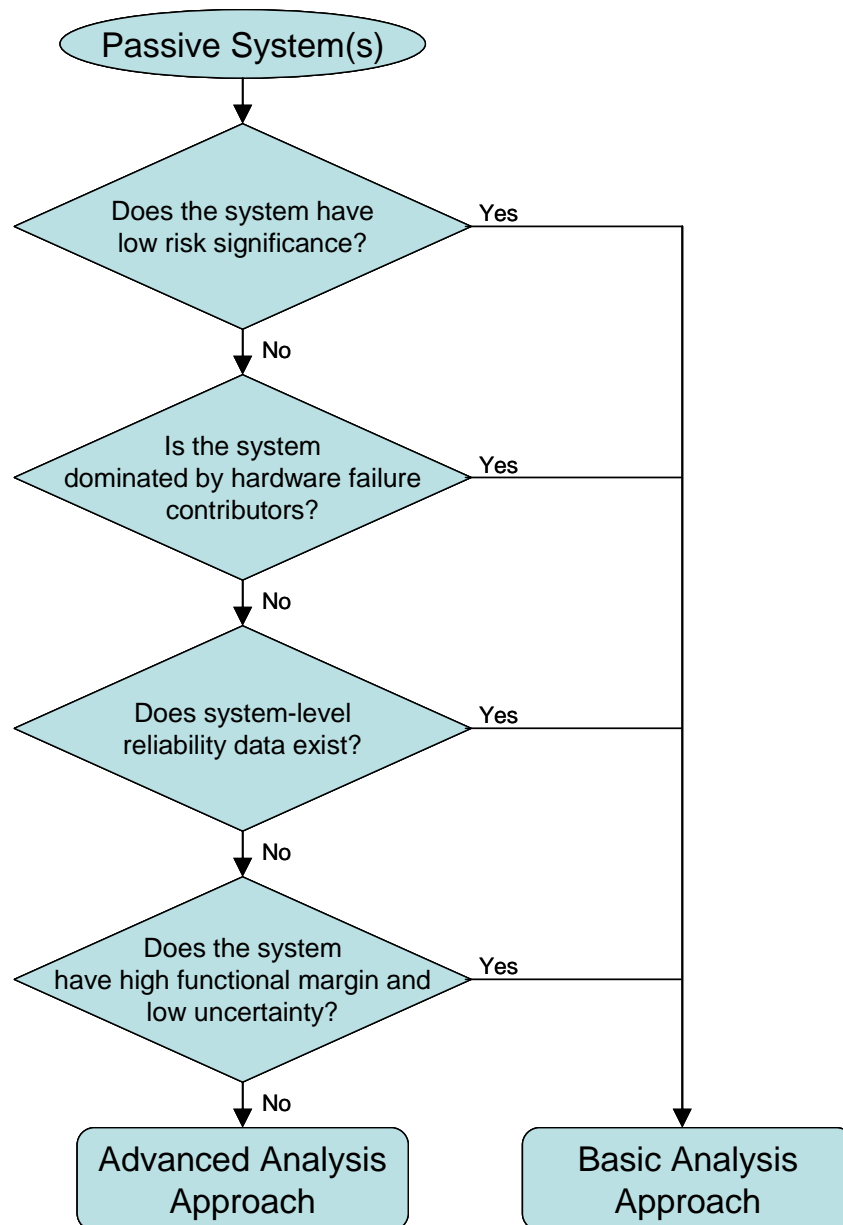 Passive System(s)
Does the system have
low risk significance?
Yes
No
Is the system
dominated by hardware failure
contributors?
Yes
No
Does system-level
reliability data exist?
Yes
No
Does the system
have high functional margin and
low uncertainty?
Yes
No
Advanced Analysis
Approach
Basic Analysis
Approach